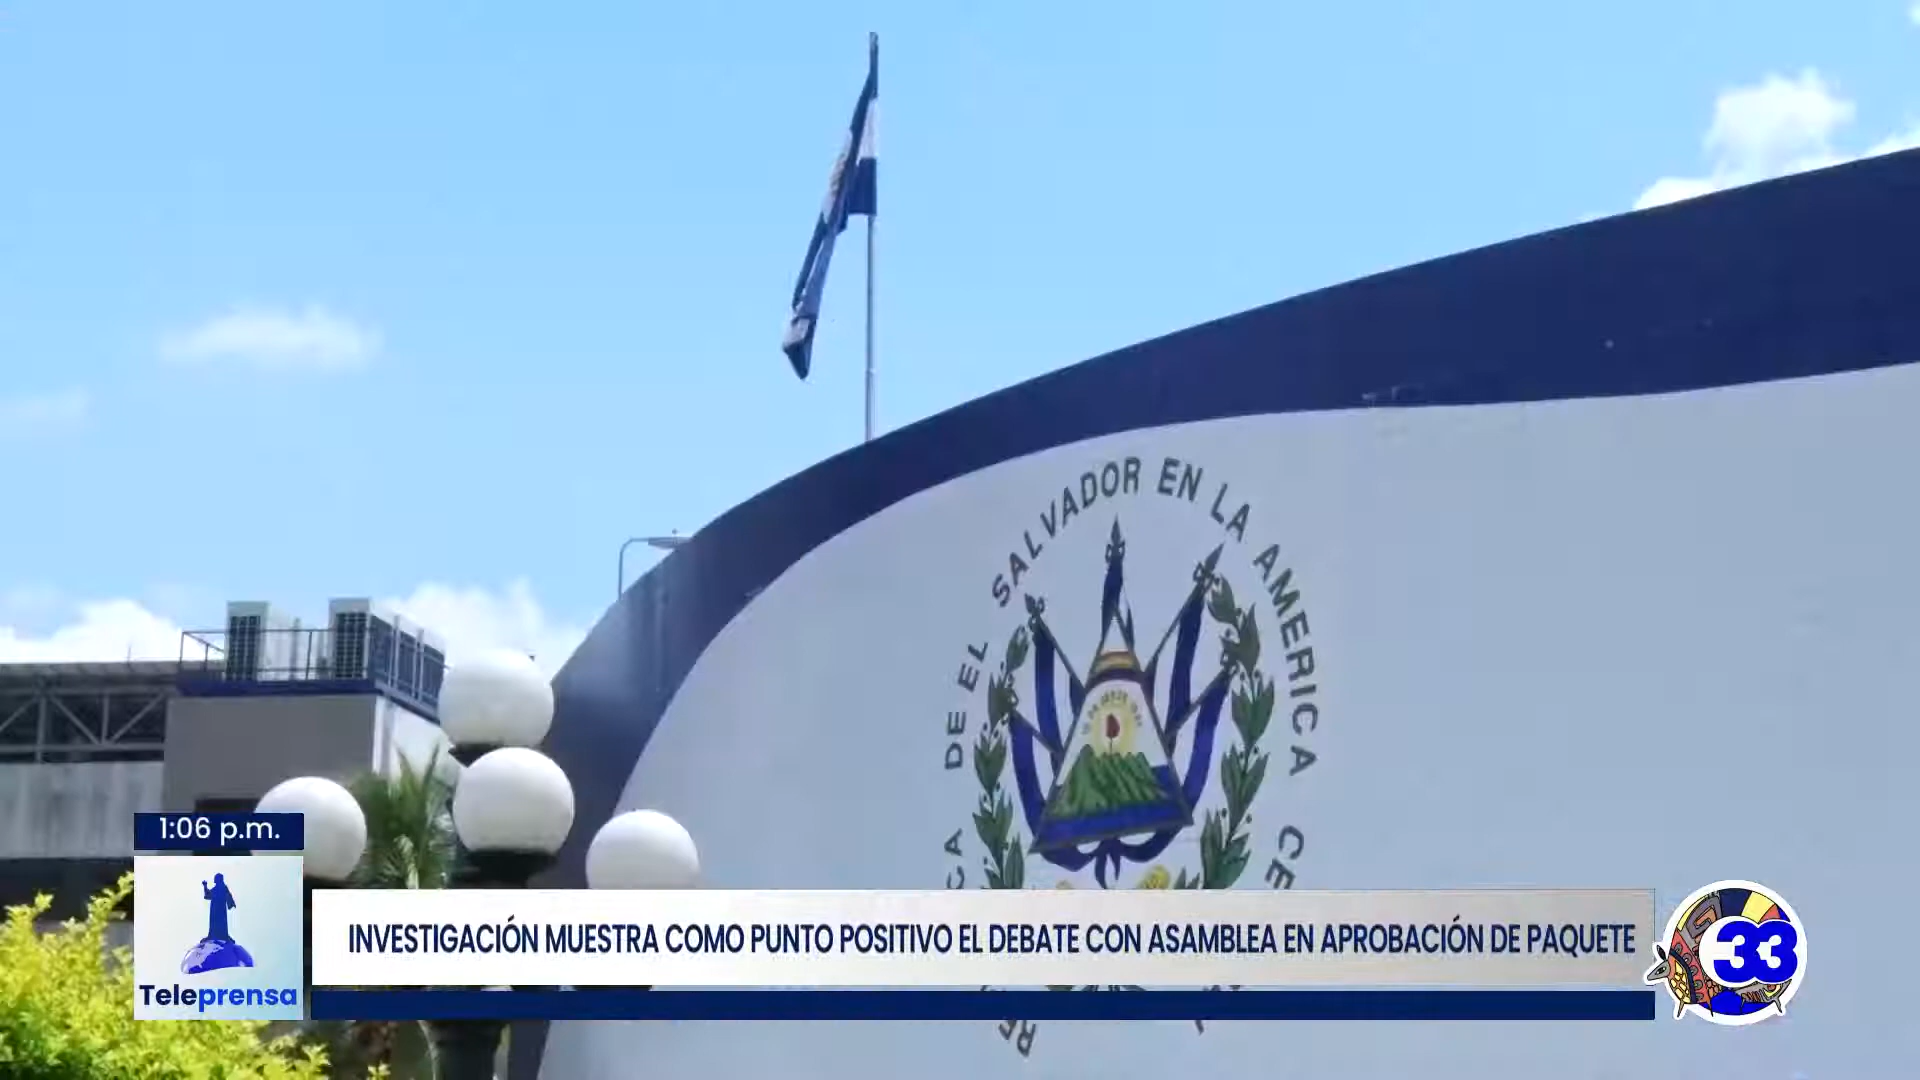 DE EL SALVADOR EN LA AMERICA CE
1:06 p.m.
Teleprensa
INVESTIGACIÓN MUESTRA COMO PUNTO POSITIVO EL DEBATE CON ASAMBLEA EN APROBACIÓN DE PAQUETE
33